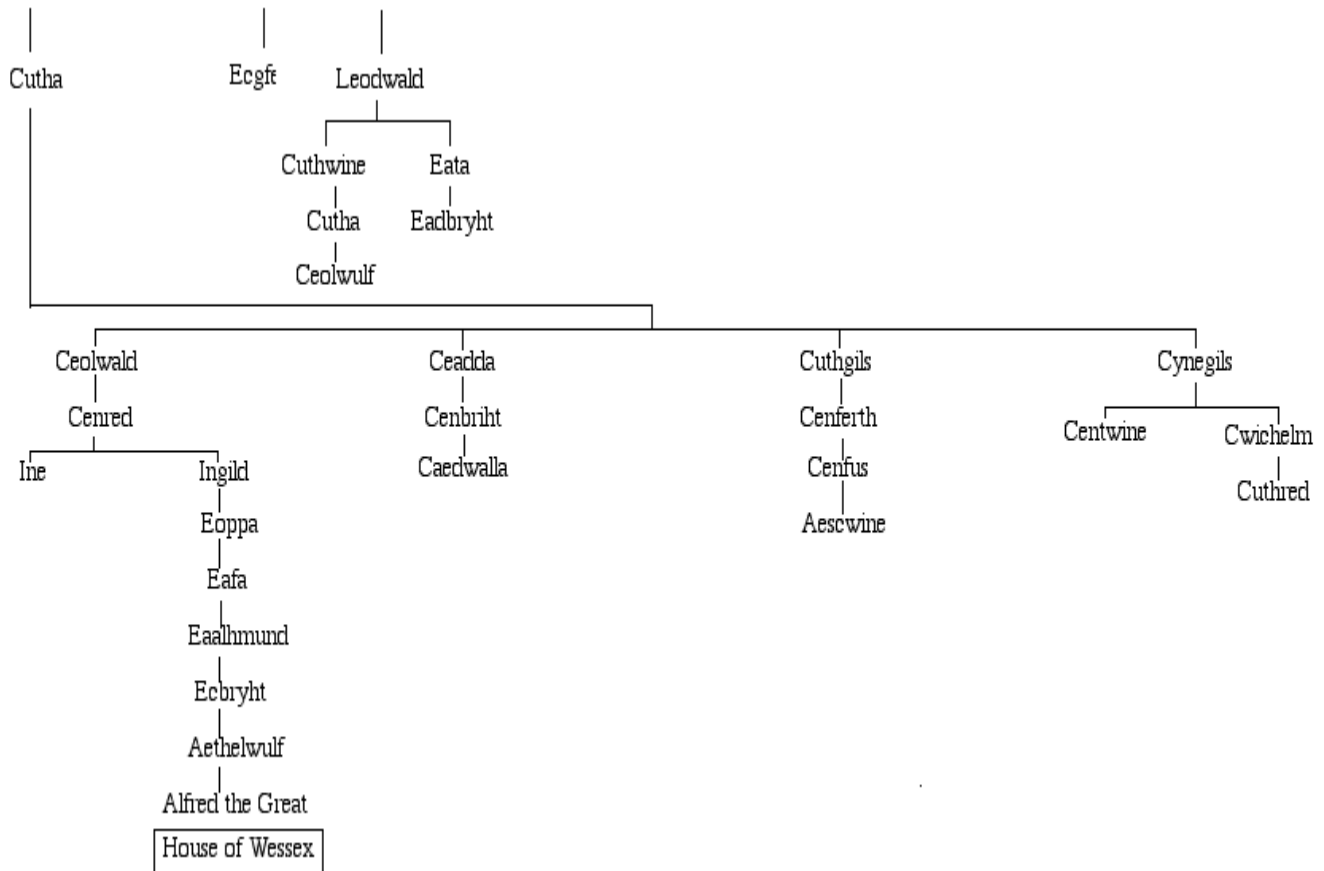 Cutha
Leodwald
Cuthwine
Eata
Cutha
Eadbryht
Ceolwulf
Ceolwald
Ceadda
Cuthgils
Cynegils
Cenred
Cenbriht
Cenferth
Centwine
Cwichelm
Ine
Ingild
Caedwalla
Cenfus
Cuthred
Eoppa
Aescwine
Eafa
Eaalhmund
Ecbryht
Aethelwulf
Alfred the Great
House of Wessex